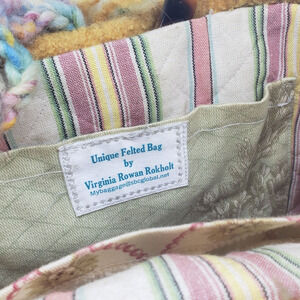 Unique Felted Bag
by
Virginia Rowan Rokholt
Mybaggage@sbcglobal.net